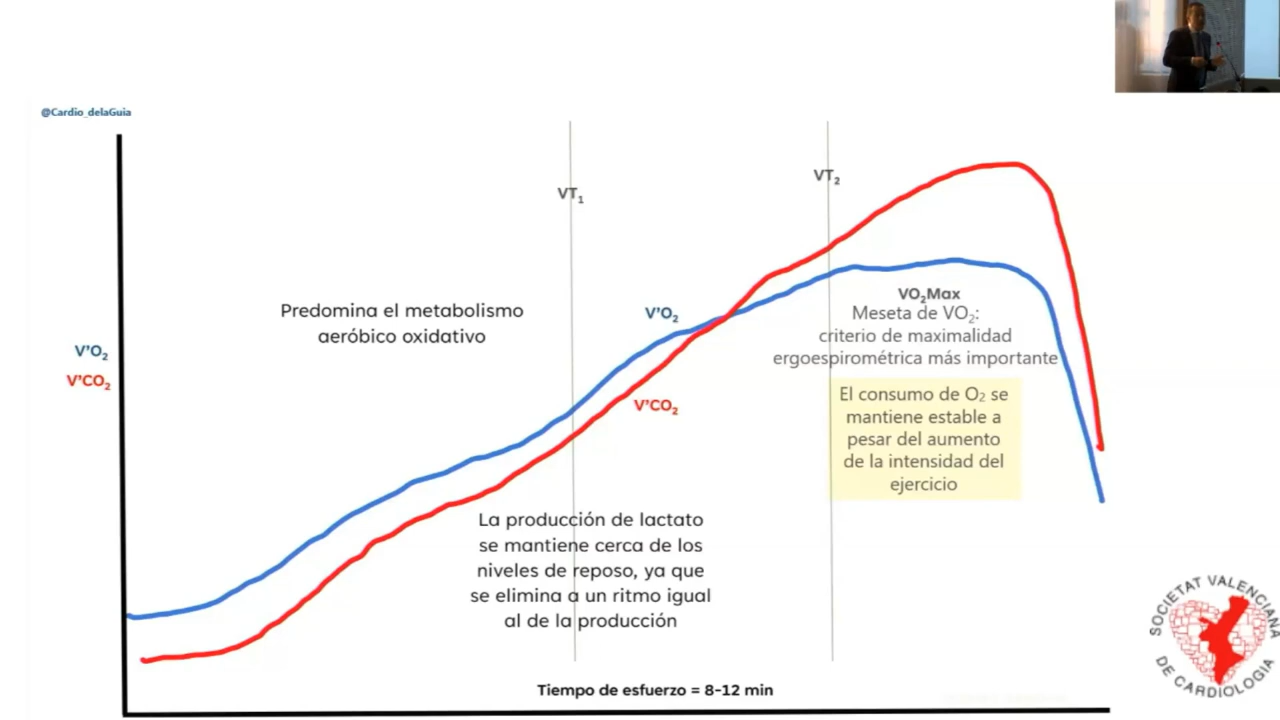 @Cardio_delaGuia
VT1
VT2
Predomina el metabolismo
aeróbico oxidativo
V'O2
V'CO2
V'O2
V'CO2
VO2Max
Meseta de VO2:
criterio de maximalidad
ergoespirométrica más importante
El consumo de O2 se
mantiene estable a
pesar del aumento
de la intensidad del
ejercicio
La producción de lactato
se mantiene cerca de los
niveles de reposo, ya que
se elimina a un ritmo igual
al de la producción
Tiempo de esfuerzo = 8-12 min
SOCIETAT VALENCIANA
DE CARDIOLOGIA